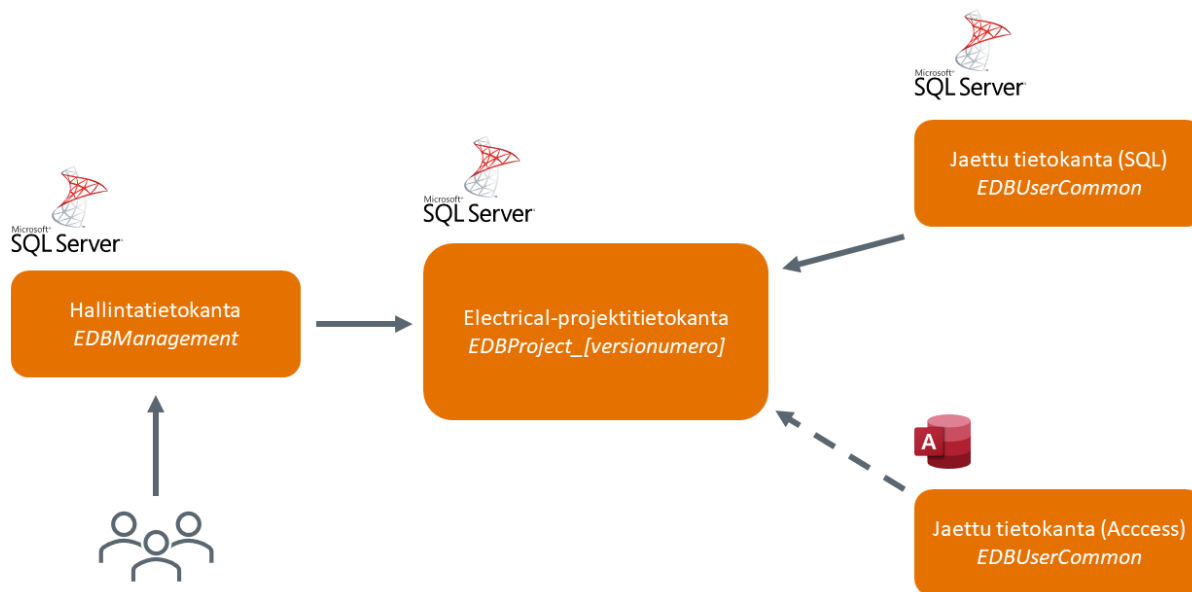 Microsoft®
SQL Server®
Jaettu tietokanta (SQL)
EDBUserCommon
Microsoft®
SQL Server®
Electrical-projektitietokanta
EDBProject_[versionumero]
Microsoft®
SQL Server®
Hallintatietokanta
EDBManagement
A
Jaettu tietokanta (Acccess)
EDBUserCommon